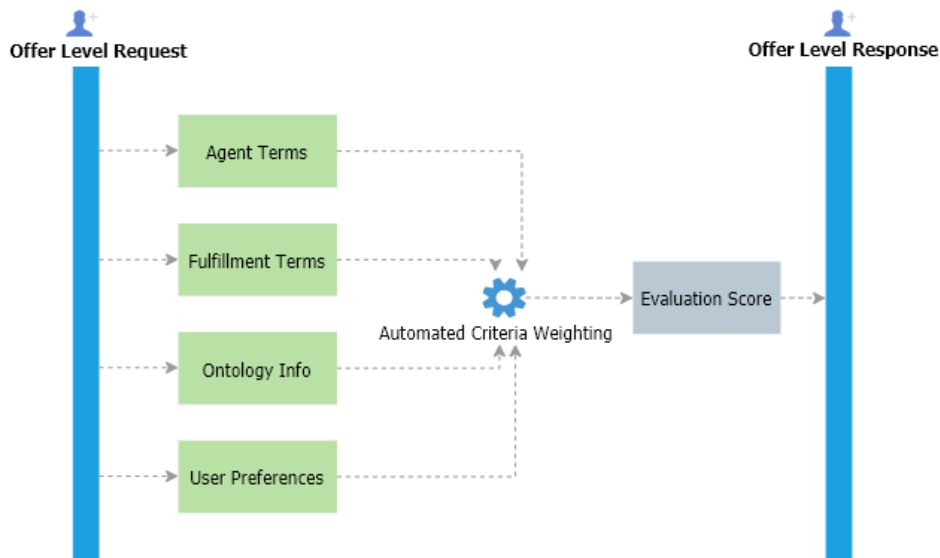 Offer Level Request
Offer Level Response
Agent Terms
Fulfillment Terms
Evaluation Score
Automated Criteria Weighting
Ontology Info
User Preferences